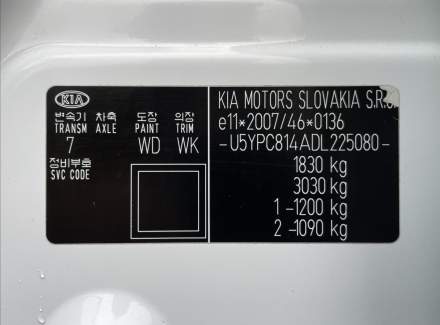 KIA
변속기 차축 도장 의장
TRANSM AXLE PAINT TRIM
7 WD WK
정비부호
SVC CODE
KIA MOTORS SLOVAKIA S.R.O.
e11*2007/46*0136
-U5YPC814ADL225080-
1830 kg
3030 kg
1 -1200 kg
2 -1090 kg